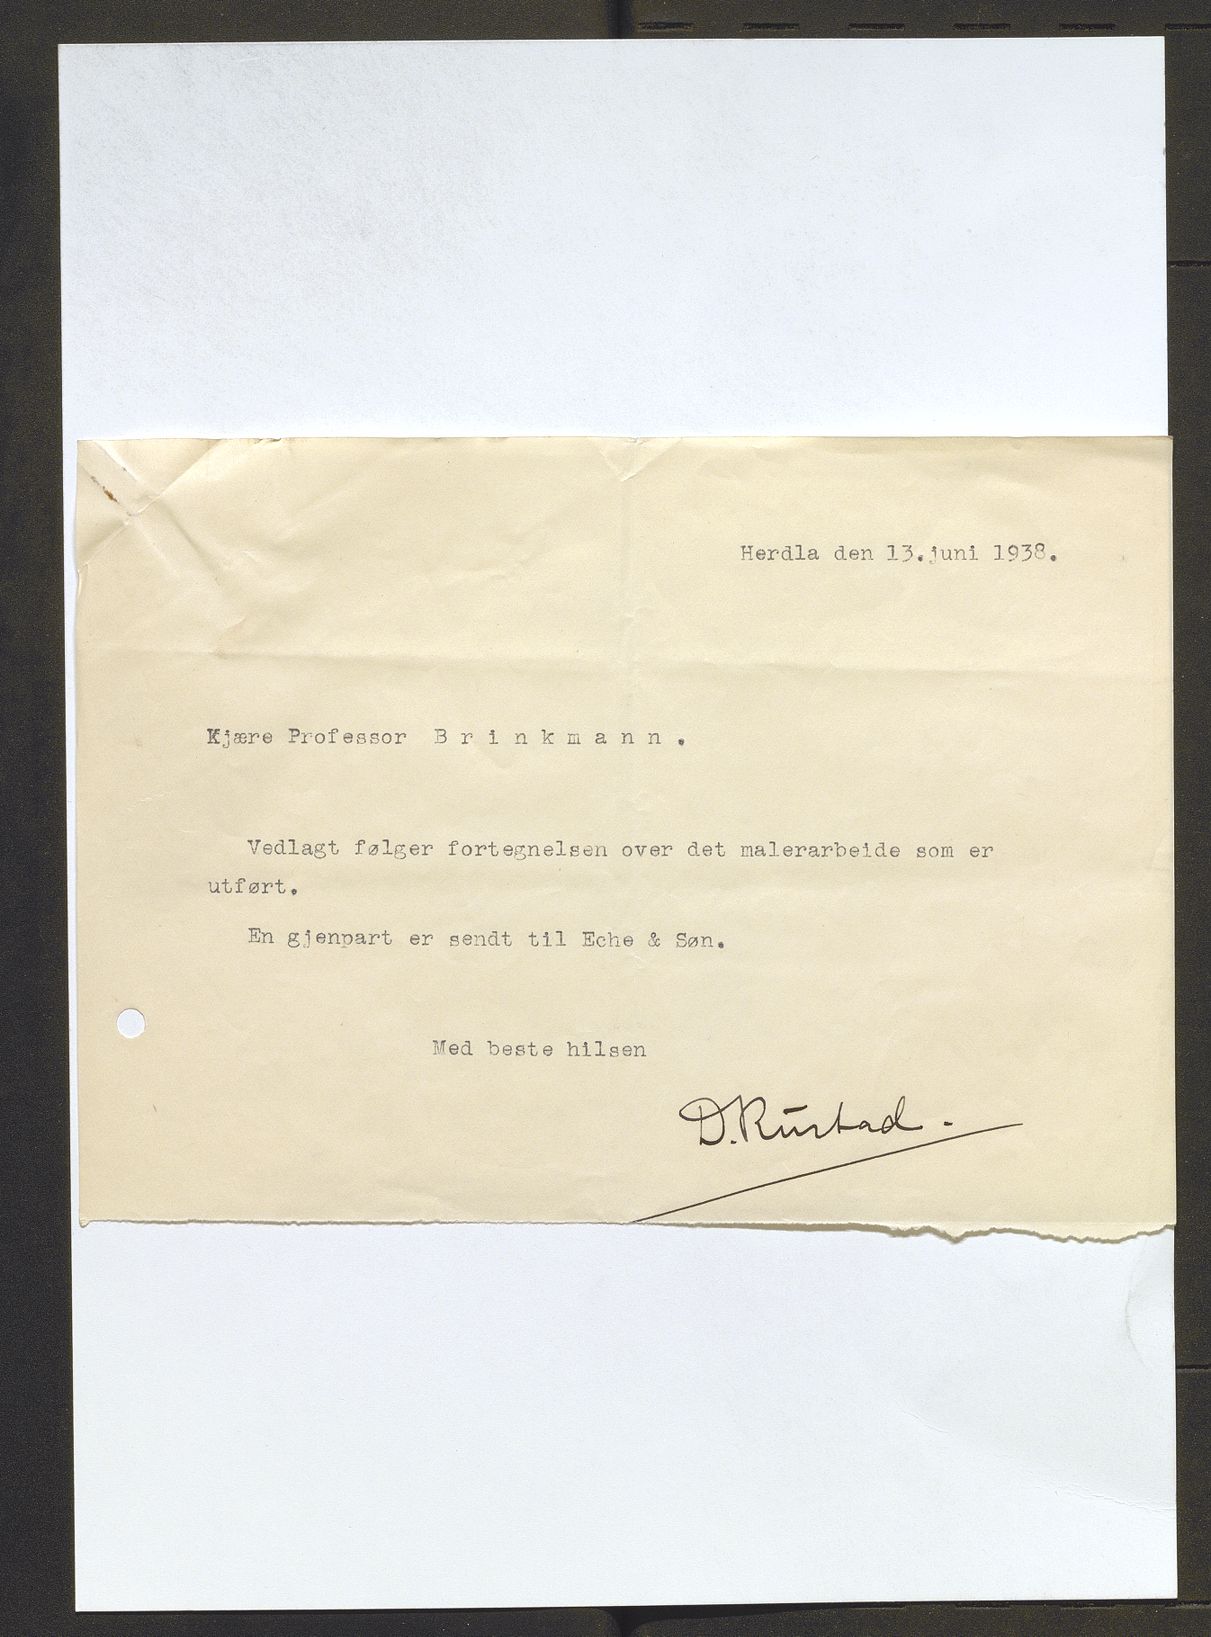 Herdla den 13.juni 1938.
Kjære Professor B r i n k m a n n .
Vedlagt følger fortegnelsen over det malerarbeide som er
utført.
En gjenpart er sendt til Eche & Søn.
Med beste hilsen
D. Rustad.